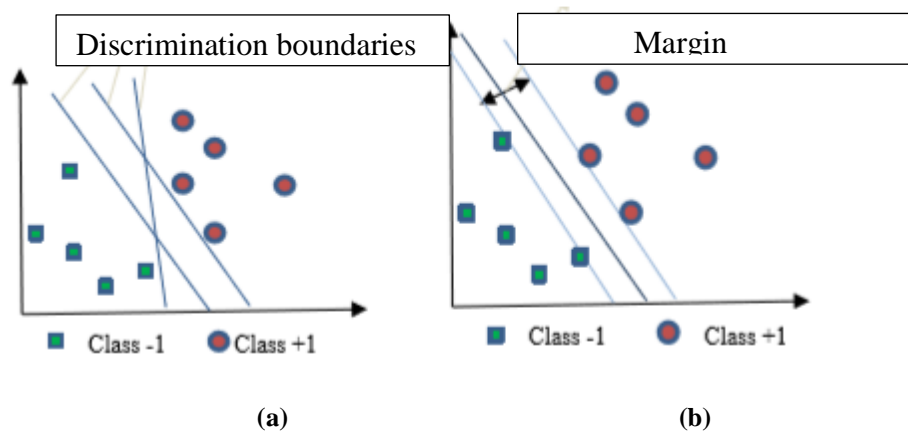 Discrimination boundaries
Margin
Class -1 Class +1
Class -1 Class +1
(a)
(b)